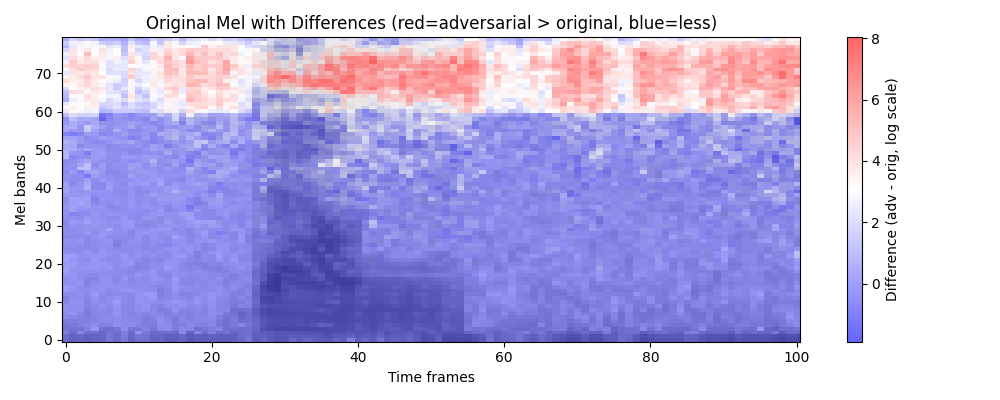 Original Mel with Differences (red=adversarial > original, blue=less)
Mel bands
70
60
50
40
30
20
10
0
0 20 40 60 80 100
Time frames
8
6
4
2
0
Difference (adv - orig, log scale)